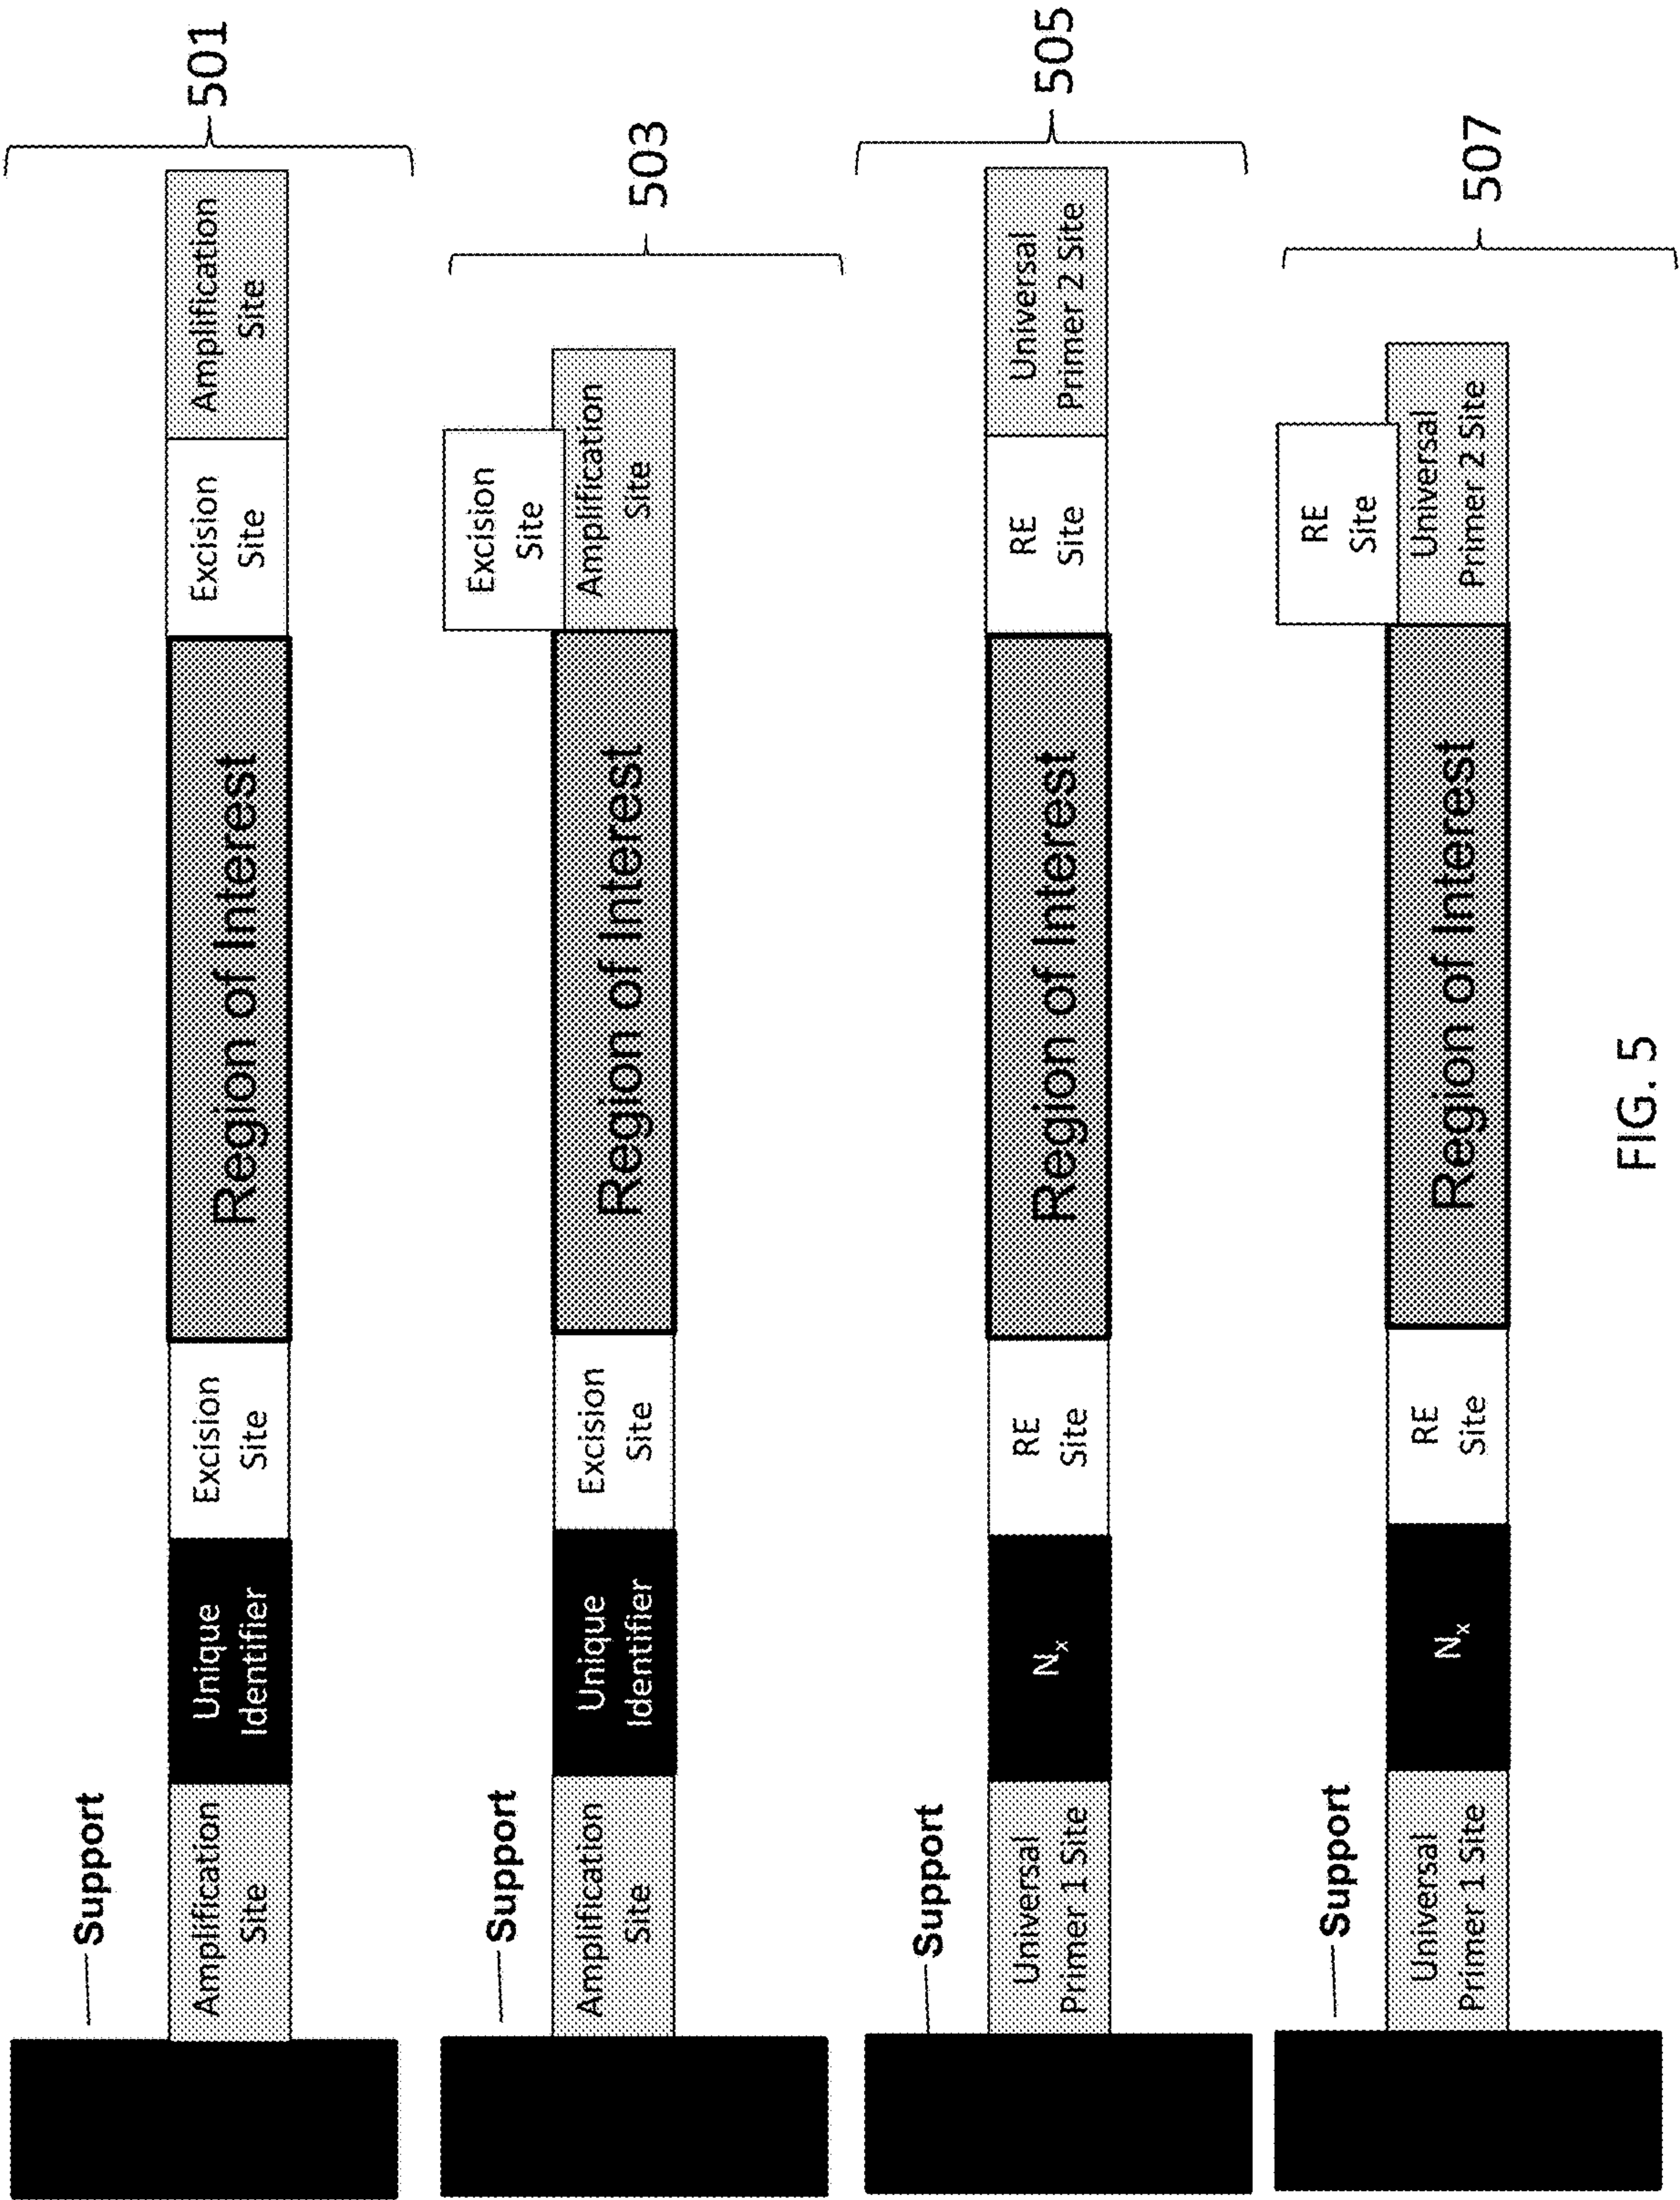 Support
Amplification
Site
Unique
Identifier
Excision
Site
Region of Interest
Excision
Site
Amplification
Site
501
Support
Amplification
Site
Unique
Identifier
Excision
Site
Region of Interest
Excision
Site
Amplification
Site
503
Support
Universal
Primer 1 Site
Nx
RE
Site
Region of Interest
RE
Site
Universal
Primer 2 Site
505
Support
Universal
Primer 1 Site
Nx
RE
Site
Region of Interest
RE
Site
Universal
Primer 2 Site
507
FIG. 5